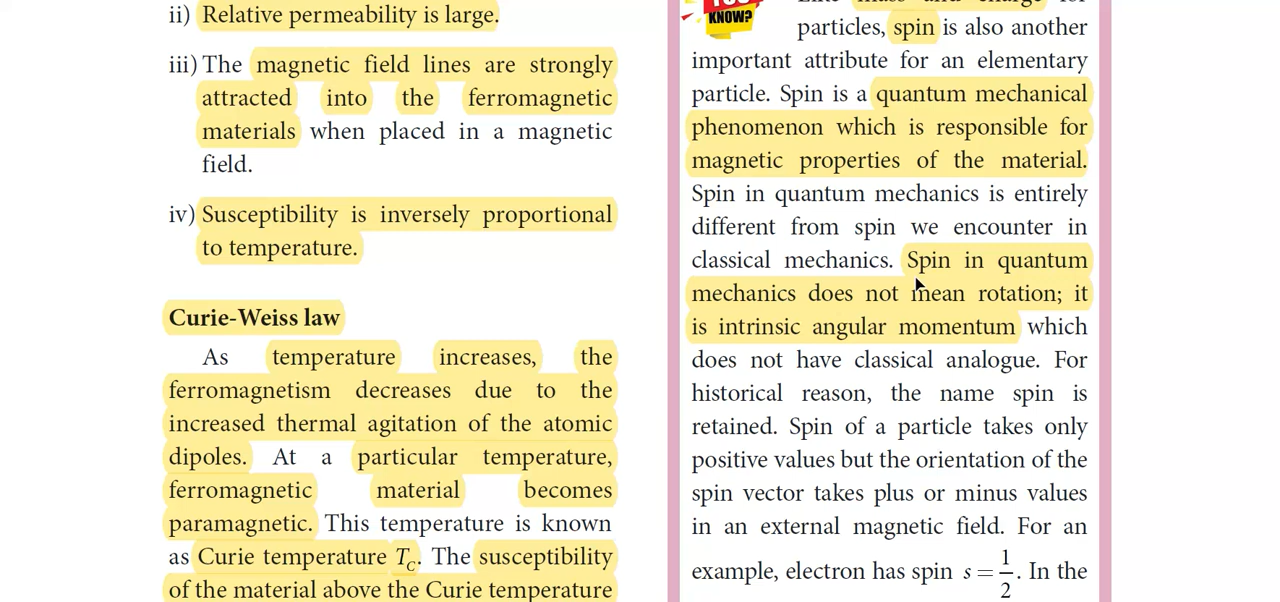 ii) Relative permeability is large.
iii) The magnetic field lines are strongly
attracted into the ferromagnetic
materials when placed in a magnetic
field.
iv) Susceptibility is inversely proportional
to temperature.
Curie-Weiss law
As temperature increases, the
ferromagnetism decreases due to the
increased thermal agitation of the atomic
dipoles. At a particular temperature,
ferromagnetic material becomes
paramagnetic. This temperature is known
as Curie temperature T_C. The susceptibility
of the material above the Curie temperature
YOU
KNOW?
Like mass and charge for
particles, spin is also another
important attribute for an elementary
particle. Spin is a quantum mechanical
phenomenon which is responsible for
magnetic properties of the material.
Spin in quantum mechanics is entirely
different from spin we encounter in
classical mechanics. Spin in quantum
mechanics does not mean rotation; it
is intrinsic angular momentum which
does not have classical analogue. For
historical reason, the name spin is
retained. Spin of a particle takes only
positive values but the orientation of the
spin vector takes plus or minus values
in an external magnetic field. For an
example, electron has spin s = 1/2. In the